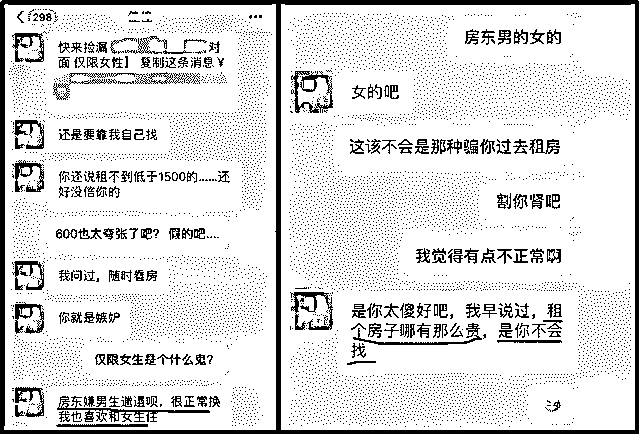 298
快来捡漏
对
面 仅限女性】 复制这条消息￥
还是要靠我自己找
你还说租不到低于1500的......还
好没信你的
600也太夸张了吧？ 假的吧....
我问过，随时看房
你就是嫉妒
仅限女生是个什么鬼？
房东嫌男生邋遢呗，很正常换
我也喜欢和女生住
房东男的女的
女的吧
这该不会是那种骗你过去租房
割你肾吧
我觉得有点不正常啊
是你太傻好吧，我早说过，租
个房子哪有那么贵，是你不会
找